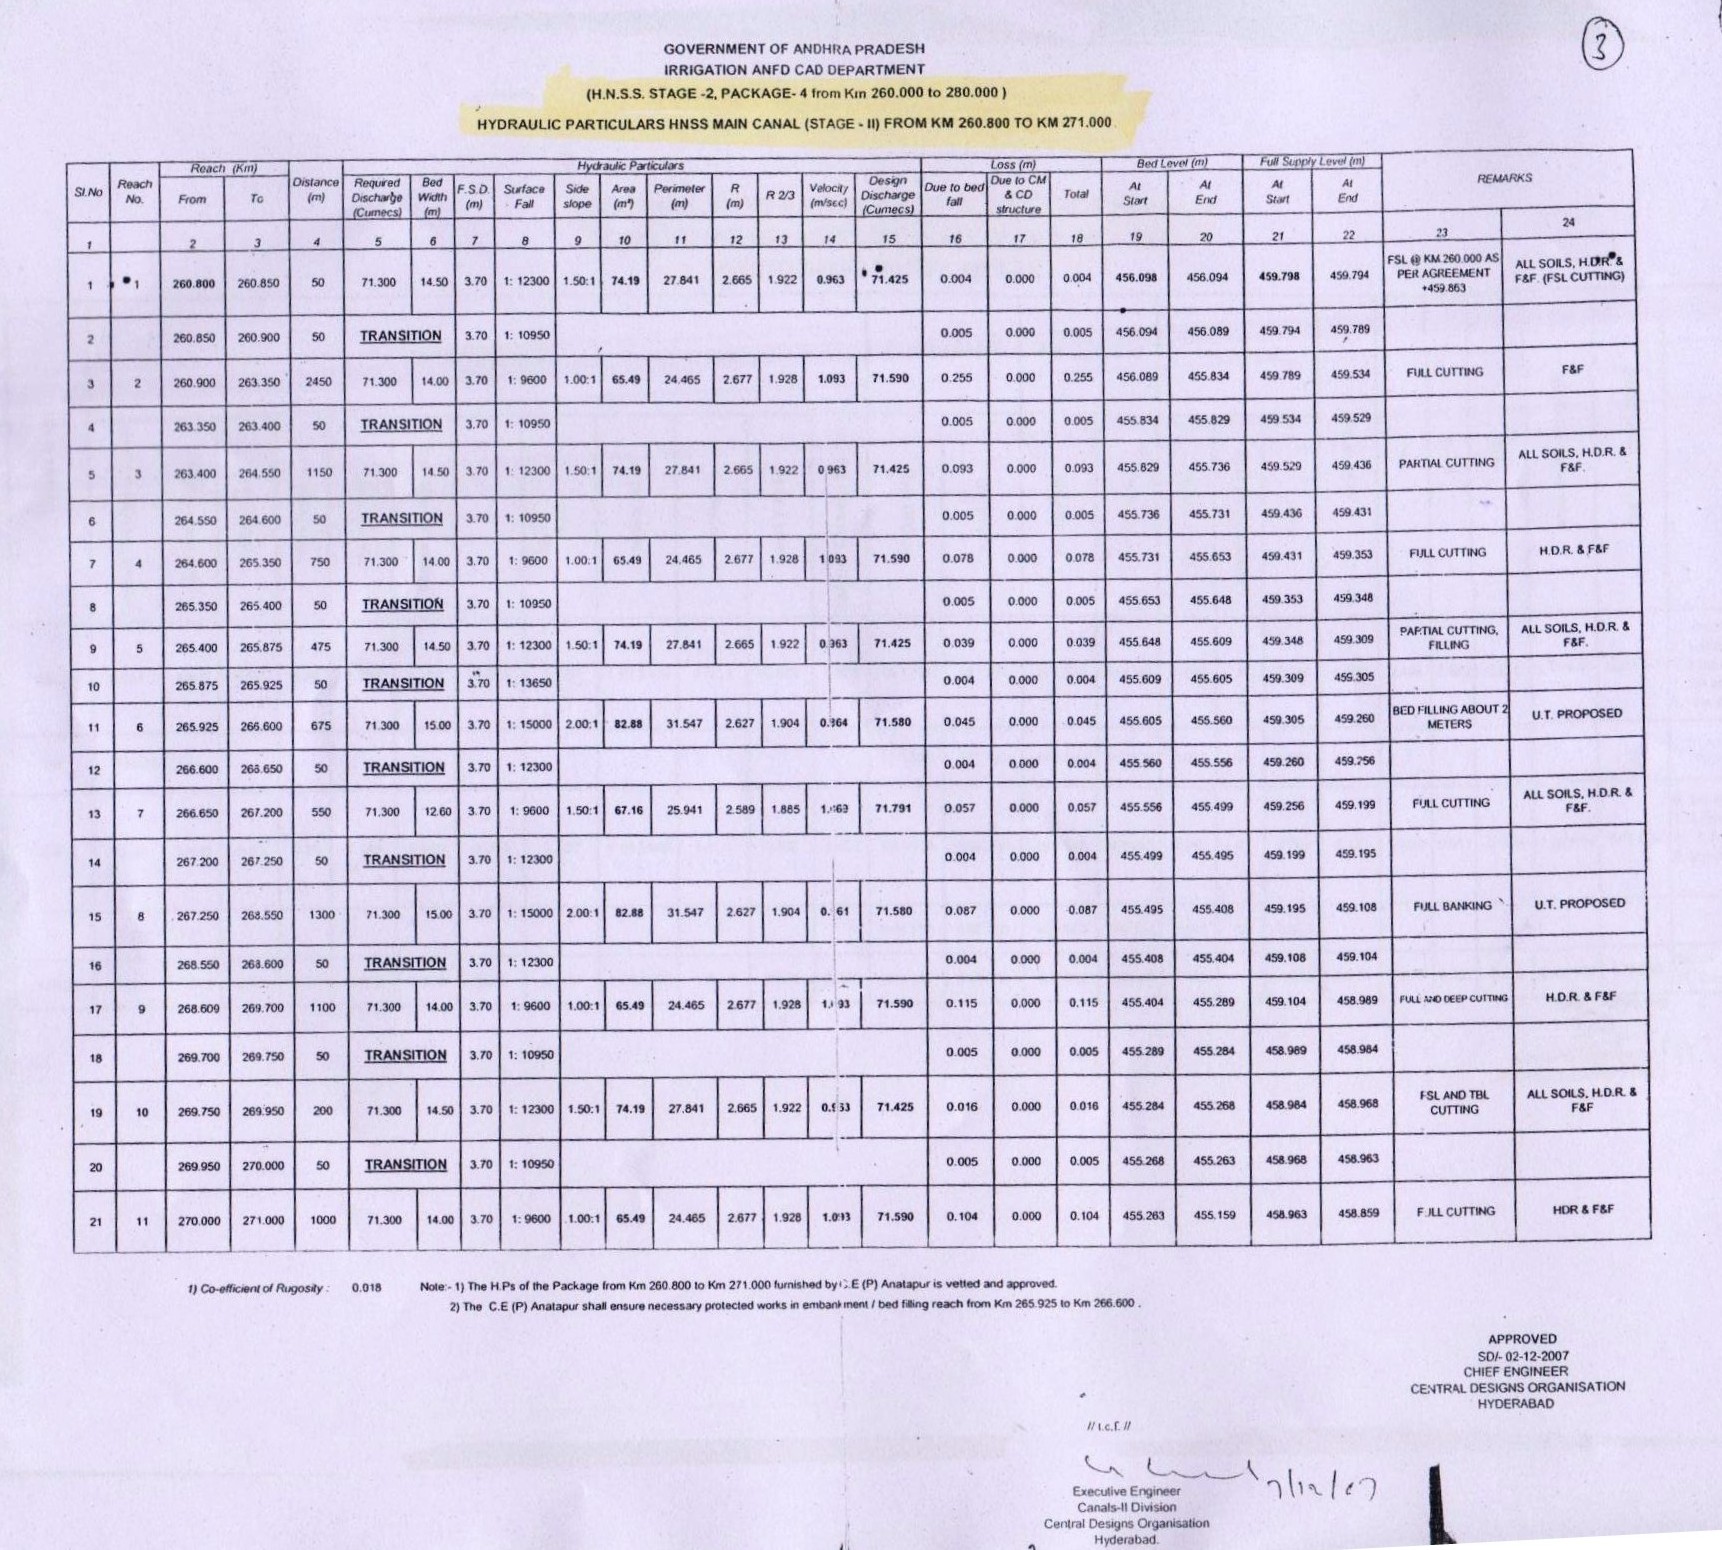 3
GOVERNMENT OF ANDHRA PRADESH
IRRIGATION ANFD CAD DEPARTMENT
(H.N.S.S. STAGE -2, PACKAGE- 4 from Km 260.000 to 280.000 )
HYDRAULIC PARTICULARS HNSS MAIN CANAL (STAGE - II) FROM KM 260.800 TO KM 271.000
Sl.No Reach No. Reach (Km) From To Distance (m) Hydraulic Particulars Required Discharge (Cumecs) Bed Width (m) F.S.D. (m) Surface Fall Side slope Area (m²) Perimeter (m) R (m) R 2/3 Velocity (m/sec) Design Discharge (Cumecs) Loss (m) Due to bed fall Due to CM & CD structure Total Bed Level (m) At Start At End Full Supply Level (m) At Start At End REMARKS
1 2 3 4 5 6 7 8 9 10 11 12 13 14 15 16 17 18 19 20 21 22 23 24
1 1 260.800 260.850 50 71.300 14.50 3.70 1: 12300 1.50:1 74.19 27.841 2.665 1.922 0.963 71.425 0.004 0.000 0.004 456.098 456.094 459.798 459.794 FSL @ KM.260.000 AS PER AGREEMENT +459.863 ALL SOILS, H.D.R. & F&F. (FSL CUTTING)
2 260.850 260.900 50 TRANSITION 3.70 1: 10950 0.005 0.000 0.005 456.094 456.089 459.794 459.789
3 2 260.900 263.350 2450 71.300 14.00 3.70 1: 9600 1.00:1 65.49 24.465 2.677 1.928 1.093 71.590 0.255 0.000 0.255 456.089 455.834 459.789 459.534 FULL CUTTING F&F
4 263.350 263.400 50 TRANSITION 3.70 1: 10950 0.005 0.000 0.005 455.834 455.829 459.534 459.529
5 3 263.400 264.550 1150 71.300 14.50 3.70 1: 12300 1.50:1 74.19 27.841 2.665 1.922 0.963 71.425 0.093 0.000 0.093 455.829 455.736 459.529 459.436 PARTIAL CUTTING ALL SOILS, H.D.R. & F&F.
6 264.550 264.600 50 TRANSITION 3.70 1: 10950 0.005 0.000 0.005 455.736 455.731 459.436 459.431
7 4 264.600 265.350 750 71.300 14.00 3.70 1: 9600 1.00:1 65.49 24.465 2.677 1.928 1.093 71.590 0.078 0.000 0.078 455.731 455.653 459.431 459.353 FULL CUTTING H.D.R. & F&F
8 265.350 265.400 50 TRANSITION 3.70 1: 10950 0.005 0.000 0.005 455.653 455.648 459.353 459.348
9 5 265.400 265.875 475 71.300 14.50 3.70 1: 12300 1.50:1 74.19 27.841 2.665 1.922 0.963 71.425 0.039 0.000 0.039 455.648 455.609 459.348 459.309 PARTIAL CUTTING, FILLING ALL SOILS, H.D.R. & F&F.
10 265.875 265.925 50 TRANSITION 3.70 1: 13650 0.004 0.000 0.004 455.609 455.605 459.309 459.305
11 6 265.925 266.600 675 71.300 15.00 3.70 1: 15000 2.00:1 82.88 31.547 2.627 1.904 0.864 71.580 0.045 0.000 0.045 455.605 455.560 459.305 459.260 BED FILLING ABOUT 2 METERS U.T. PROPOSED
12 266.600 266.650 50 TRANSITION 3.70 1: 12300 0.004 0.000 0.004 455.560 455.556 459.260 459.256
13 7 266.650 267.200 550 71.300 12.60 3.70 1: 9600 1.50:1 67.16 25.941 2.589 1.885 71.791 0.057 0.000 0.057 455.556 455.499 459.256 459.199 FULL CUTTING ALL SOILS, H.D.R. & F&F.
14 267.200 267.250 50 TRANSITION 3.70 1: 12300 0.004 0.000 0.004 455.499 455.495 459.199 459.195
15 8 267.250 268.550 1300 71.300 15.00 3.70 1: 15000 2.00:1 82.88 31.547 2.627 1.904 71.580 0.087 0.000 0.087 455.495 455.408 459.195 459.108 FULL BANKING U.T. PROPOSED
16 268.550 268.600 50 TRANSITION 3.70 1: 12300 0.004 0.000 0.004 455.408 455.404 459.108 459.104
17 9 268.609 269.700 1100 71.300 14.00 3.70 1: 9600 1.00:1 65.49 24.465 2.677 1.928 1.093 71.590 0.115 0.000 0.115 455.404 455.289 459.104 458.989 FULL AND DEEP CUTTING H.D.R. & F&F
18 269.700 269.750 50 TRANSITION 3.70 1: 10950 0.005 0.000 0.005 455.289 455.284 458.989 458.984
19 10 269.750 269.950 200 71.300 14.50 3.70 1: 12300 1.50:1 74.19 27.841 2.665 1.922 0.963 71.425 0.016 0.000 0.016 455.284 455.268 458.984 458.968 FSL AND TBL CUTTING ALL SOILS, H.D.R. & F&F
20 269.950 270.000 50 TRANSITION 3.70 1: 10950 0.005 0.000 0.005 455.268 455.263 458.968 458.963
21 11 270.000 271.000 1000 71.300 14.00 3.70 1: 9600 1.00:1 65.49 24.465 2.677 1.928 1.093 71.590 0.104 0.000 0.104 455.263 455.159 458.963 458.859 FULL CUTTING HDR & F&F
1) Co-efficient of Rugosity : 0.018 Note:- 1) The H.Ps of the Package from Km 260.800 to Km 271.000 furnished by C.E (P) Anatapur is vetted and approved.
2) The C.E (P) Anatapur shall ensure necessary protected works in embankment / bed filling reach from Km 265.925 to Km 266.600 .
APPROVED
SD/- 02-12-2007
CHIEF ENGINEER
CENTRAL DESIGNS ORGANISATION
HYDERABAD
// t.c.f. //
7/12/07
Executive Engineer
Canals-II Division
Central Designs Organisation
Hyderabad.